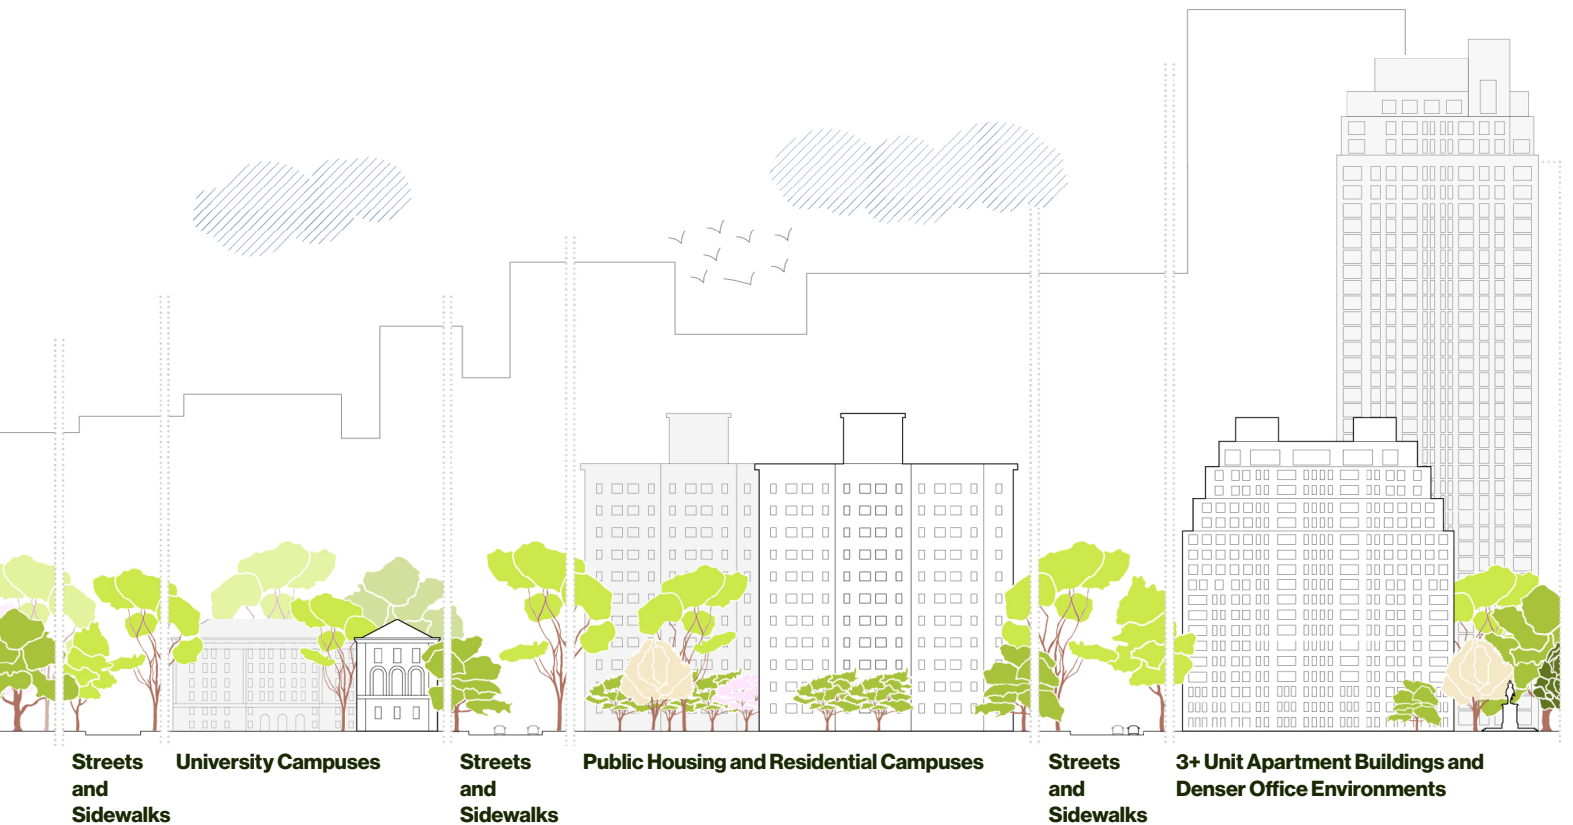 Streets
and
Sidewalks
University Campuses
Streets
and
Sidewalks
Public Housing and Residential Campuses
Streets
and
Sidewalks
3+ Unit Apartment Buildings and
Denser Office Environments